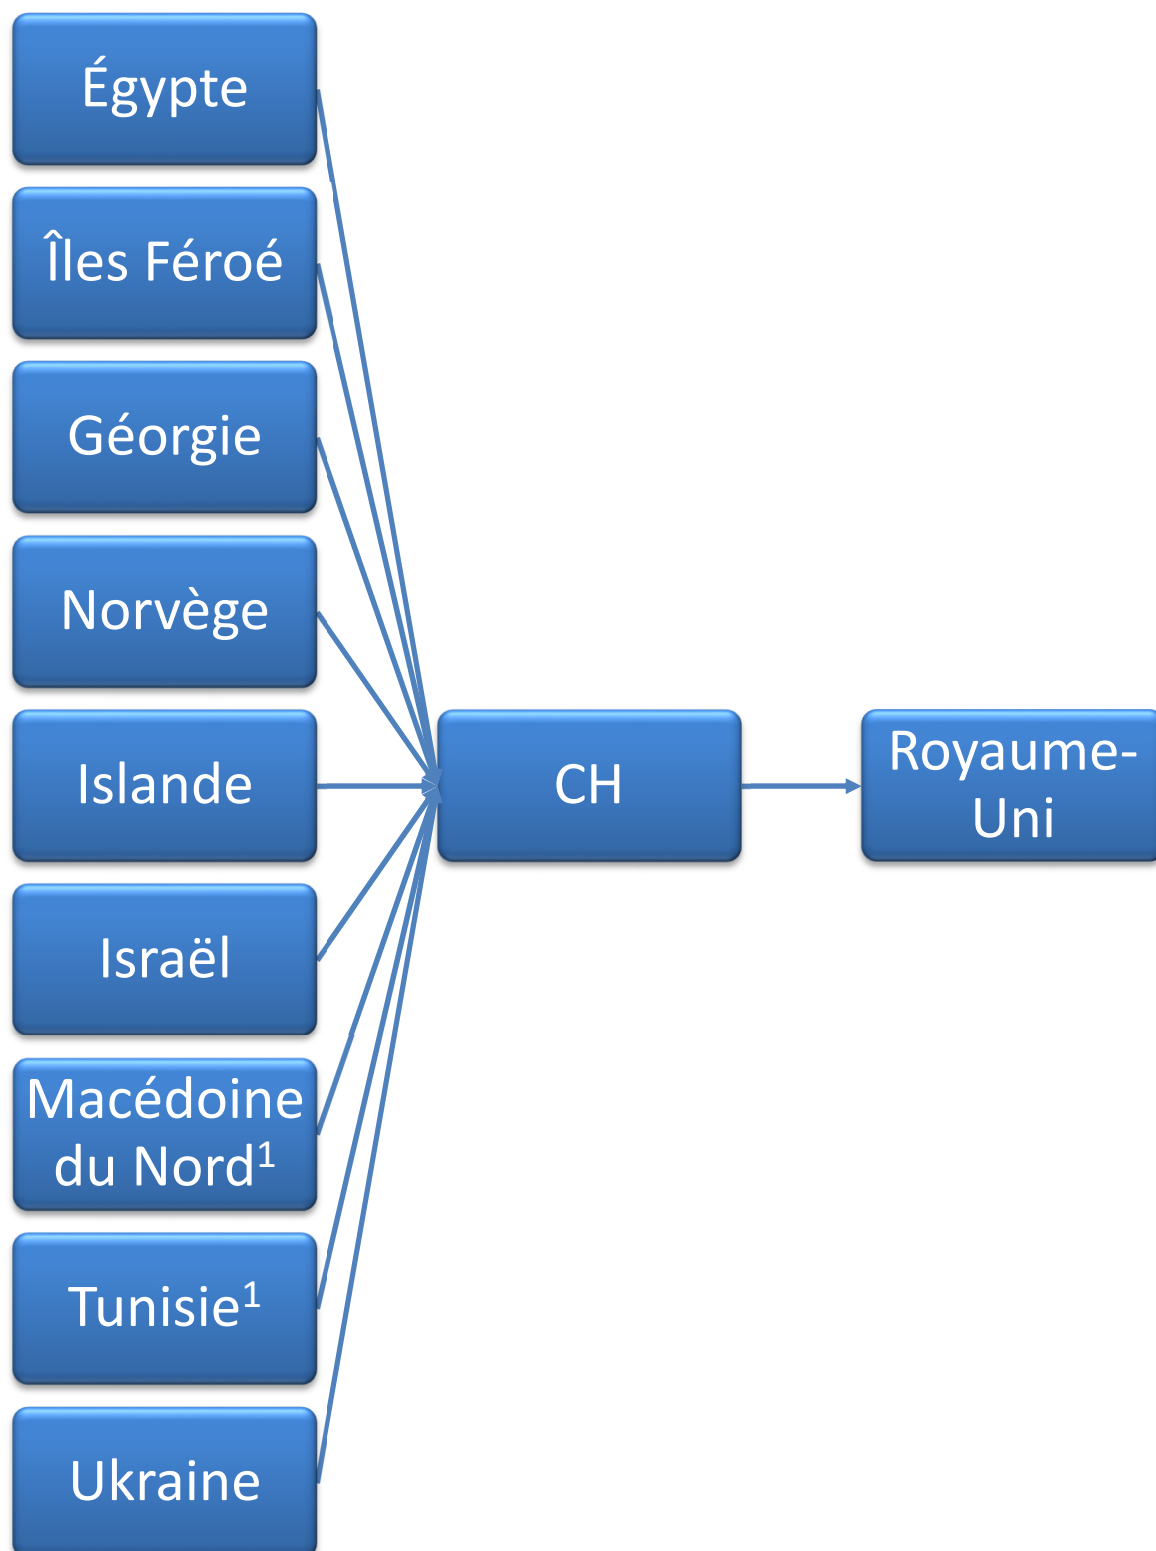 Égypte
Îles Féroé
Géorgie
Norvège
Islande
CH
Royaume-
Uni
Israël
Macédoine
du Nord¹
Tunisie¹
Ukraine